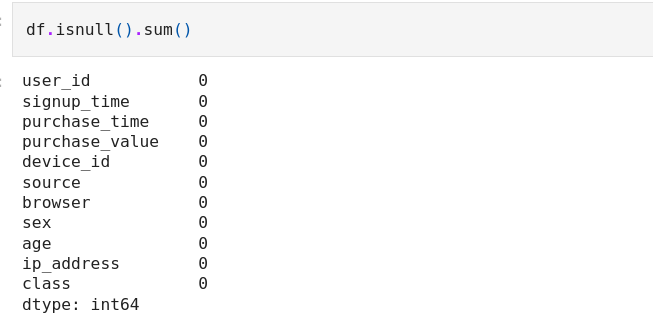 df.isnull().sum()
user_id 0
signup_time 0
purchase_time 0
purchase_value 0
device_id 0
source 0
browser 0
sex 0
age 0
ip_address 0
class 0
dtype: int64